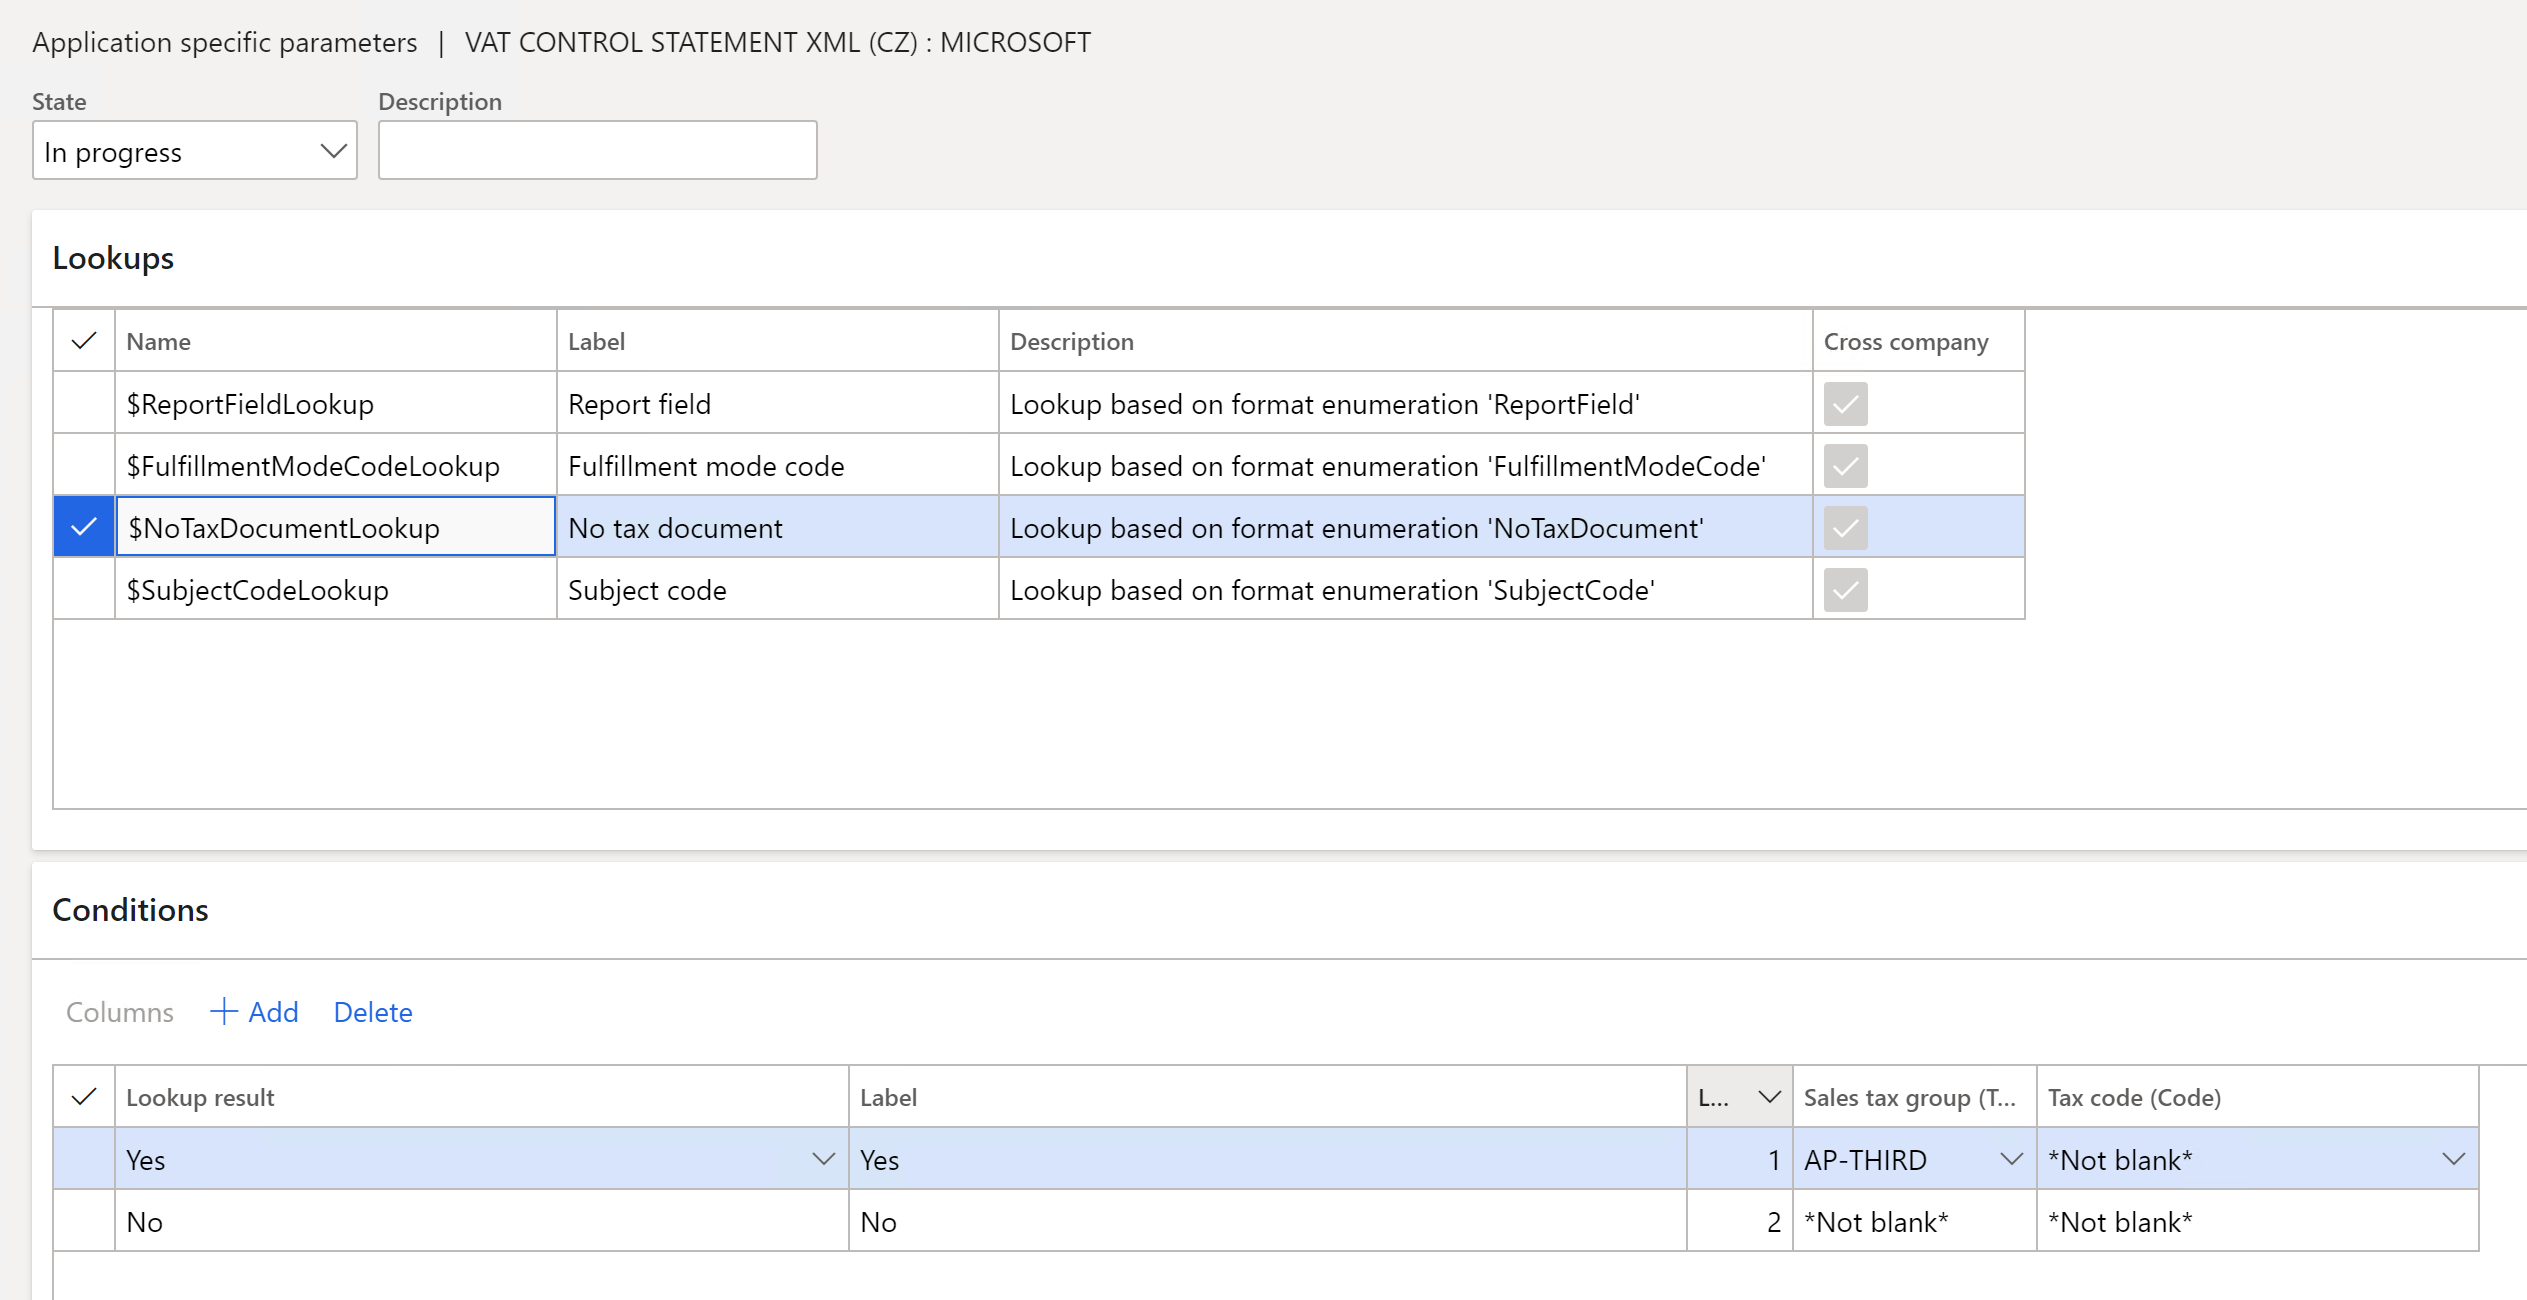 Application specific parameters | VAT CONTROL STATEMENT XML (CZ) : MICROSOFT
State Description
In progress
Lookups
Name Label Description Cross company
$ReportFieldLookup Report field Lookup based on format enumeration 'ReportField'
$FulfillmentModeCodeLookup Fulfillment mode code Lookup based on format enumeration 'FulfillmentModeCode'
$NoTaxDocumentLookup No tax document Lookup based on format enumeration 'NoTaxDocument'
$SubjectCodeLookup Subject code Lookup based on format enumeration 'SubjectCode'
Conditions
Columns + Add Delete
Lookup result Label L... Sales tax group (T... Tax code (Code)
Yes Yes 1 AP-THIRD *Not blank*
No No 2 *Not blank* *Not blank*